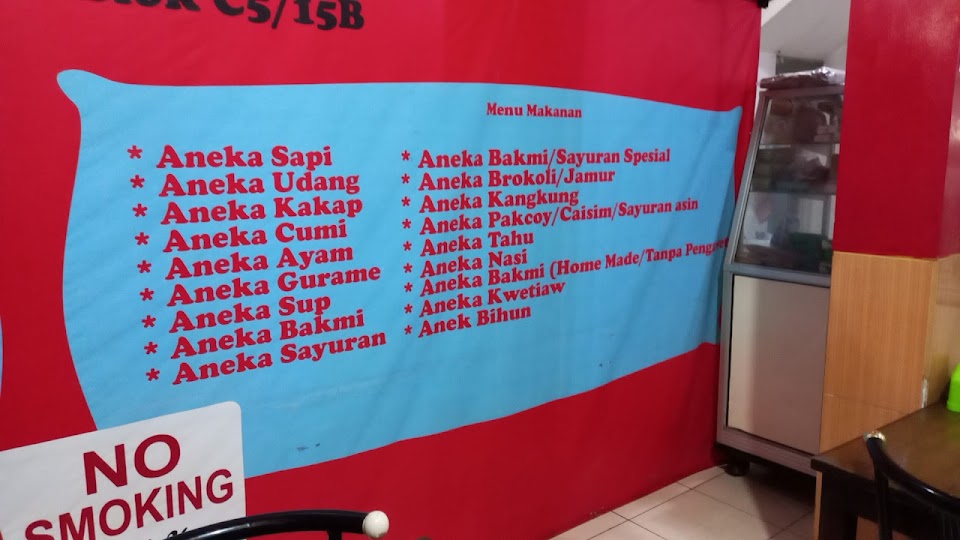 C5/15B
Menu Makanan
* Aneka Sapi
* Aneka Udang
* Aneka Kakap
* Aneka Cumi
* Aneka Ayam
* Aneka Gurame
* Aneka Sup
* Aneka Bakmi
* Aneka Sayuran
* Aneka Bakmi/Sayuran Spesial
* Aneka Brokoli/Jamur
* Aneka Kangkung
* Aneka Pakcoy/Caisim/Sayuran asin
* Aneka Tahu
* Aneka Nasi
* Aneka Bakmi (Home Made/Tanpa
* Aneka Kwetiaw
* Anek Bihun
NO
SMOKING